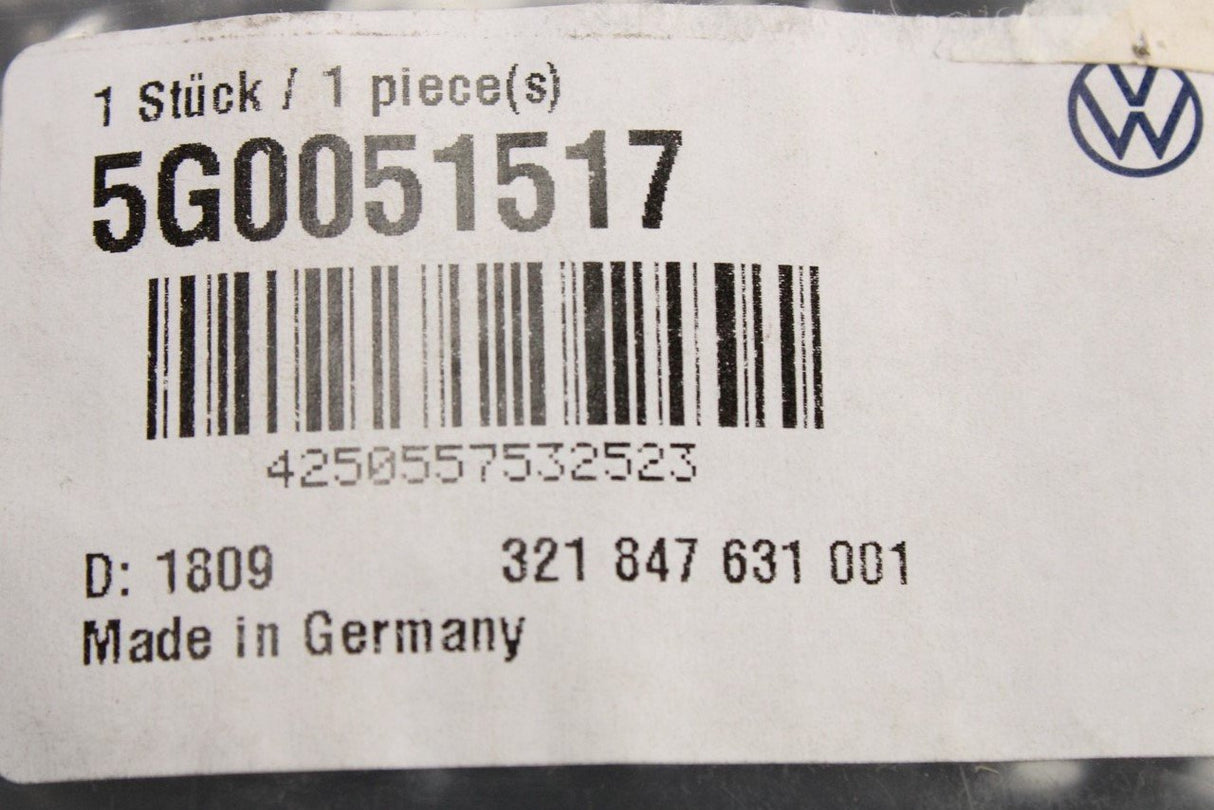 1 Stück / 1 piece(s)
5G0051517
4250557532523
D: 1809 321 847 631 001
Made in Germany